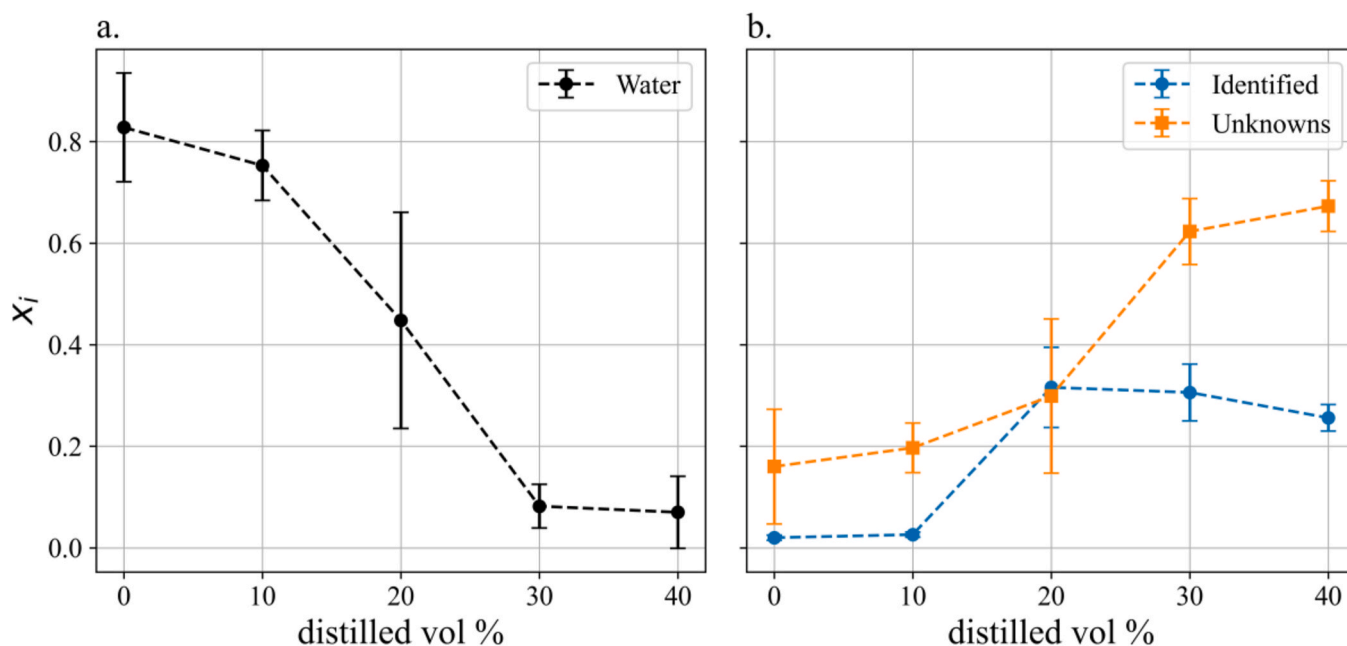 a.
Water
0.8
0.6
0.4
0.2
0.0
x_i
0 10 20 30 40
distilled vol %
b.
Identified
Unknowns
0 10 20 30 40
distilled vol %